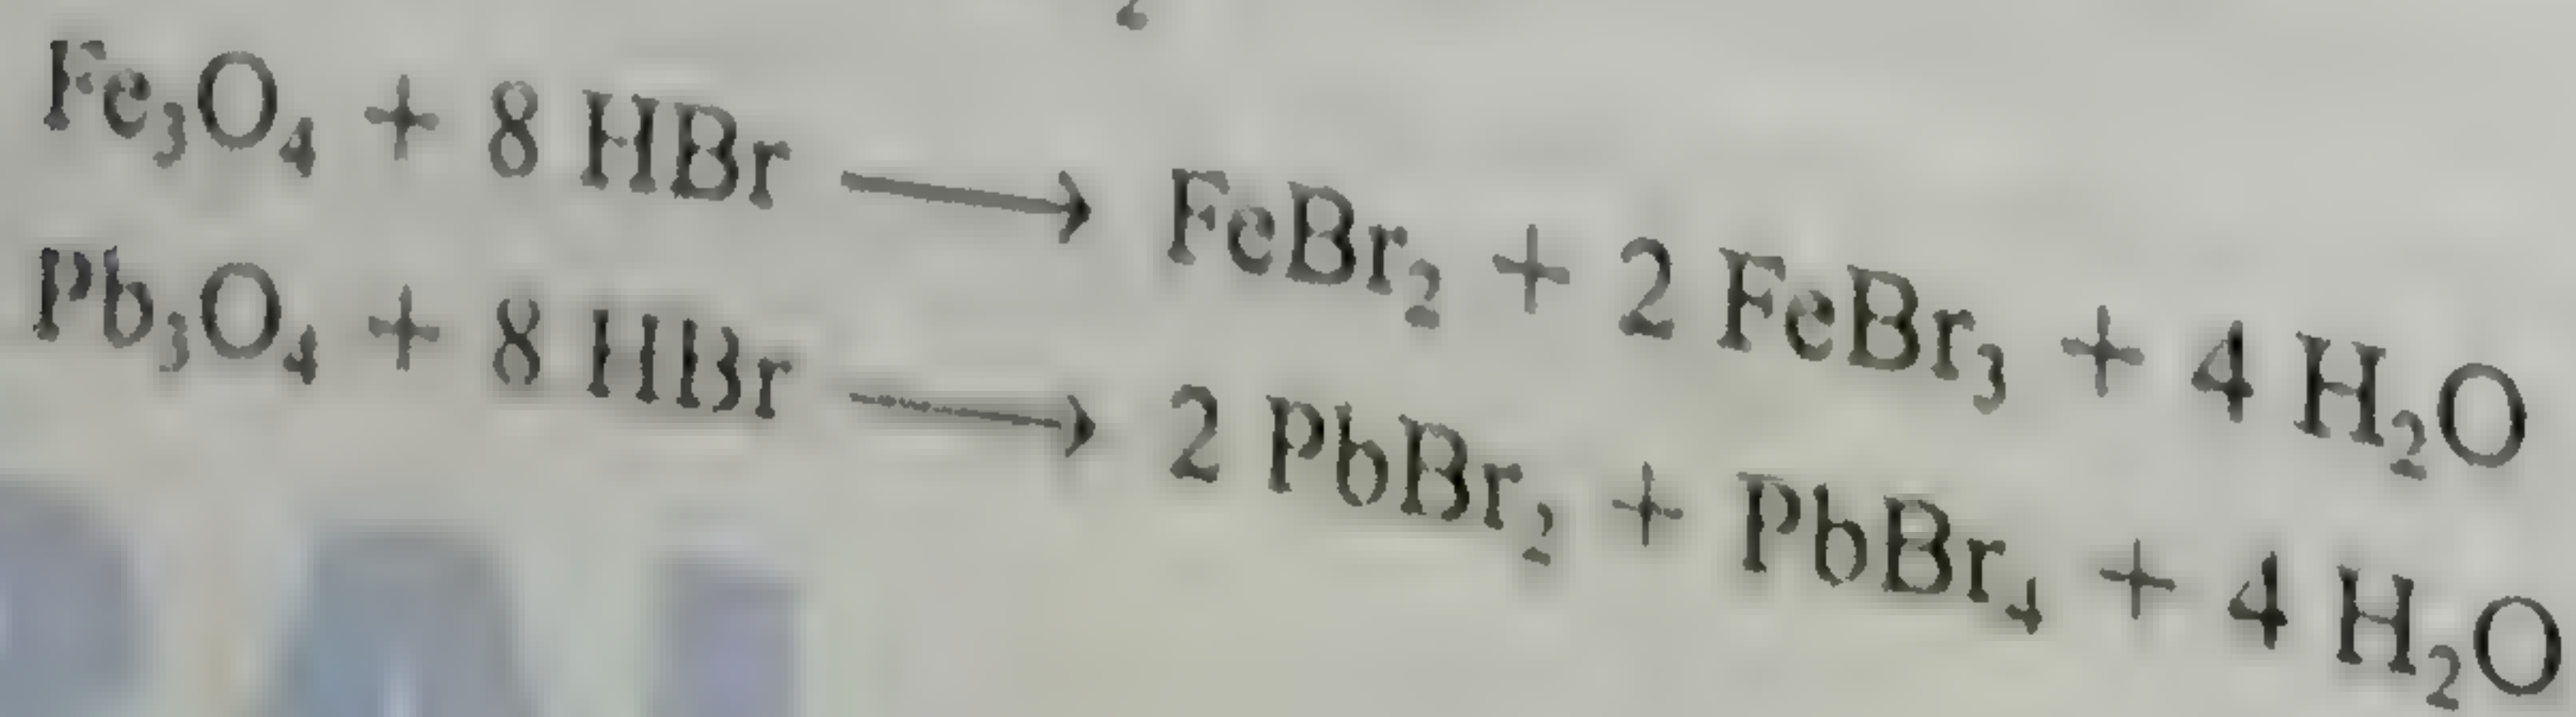 Fe₃O₄ + 8 HBr → FeBr₂ + 2 FeBr₃ + 4 H₂O
Pb₃O₄ + 8 HBr → 2 PbBr₂ + PbBr₄ + 4 H₂O